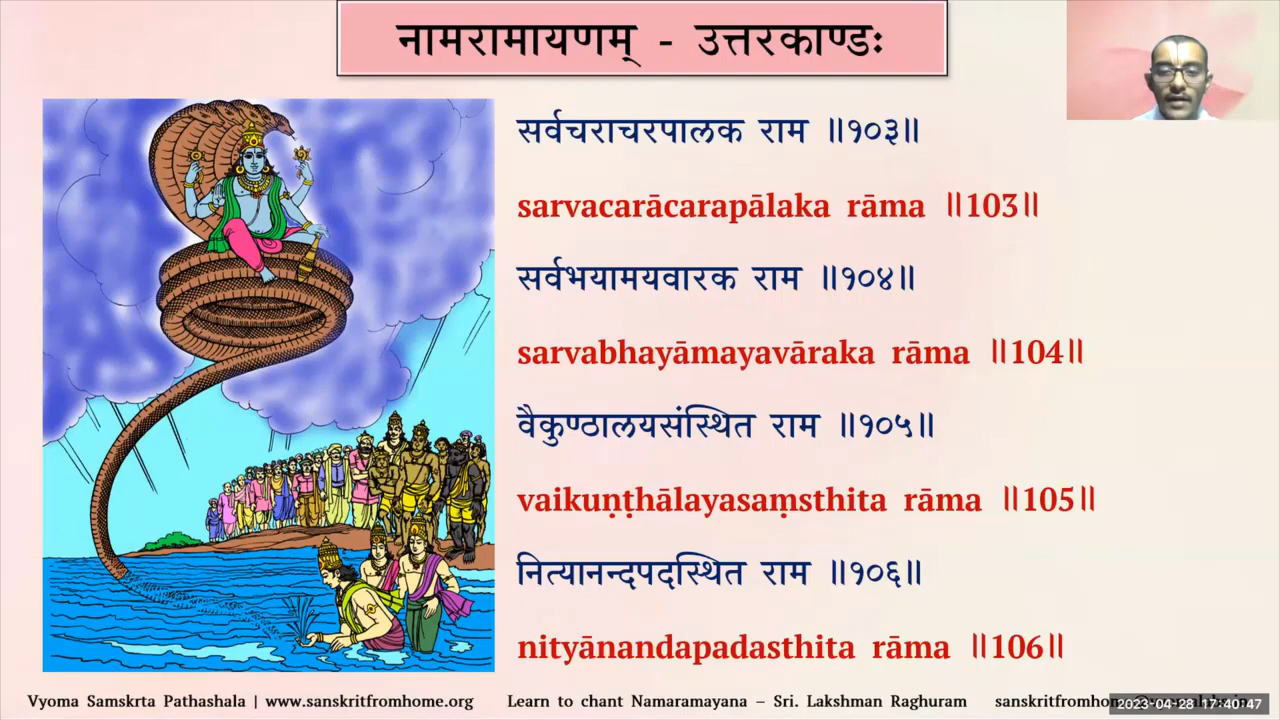 नामरामायणम् - उत्तरकाण्डः
सर्वचराचरपालक राम ॥१०३॥
sarvacarācarapālaka rāma ॥103॥
सर्वभयामयवारक राम ॥१०४॥
sarvabhayāmayavāraka rāma ॥104॥
वैकुण्ठालयसंस्थित राम ॥१०५॥
vaikuṇṭhālayasaṃsthita rāma ॥105॥
नित्यानन्दपदस्थित राम ॥१०६॥
nityānandapadasthita rāma ॥106॥
Vyoma Samskrta Pathashala | www.sanskritfromhome.org Learn to chant Namaramayana – Sri. Lakshman Raghuram
2023-04-28 17:40:47